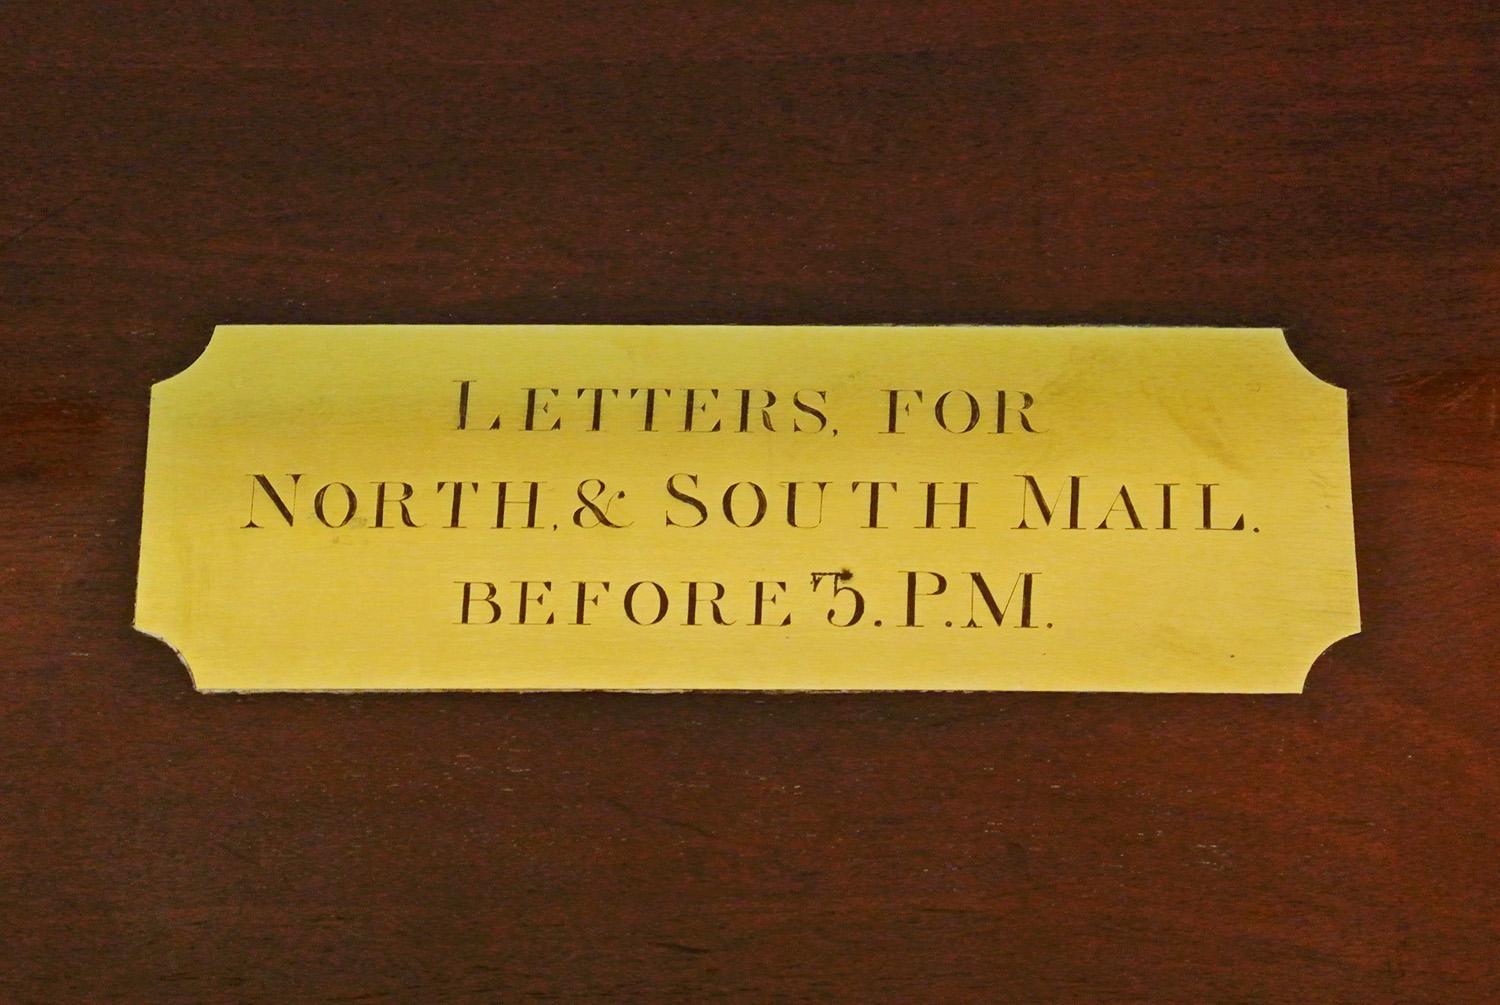 LETTERS, FOR
NORTH, & SOUTH MAIL.
BEFORE 5. P.M.